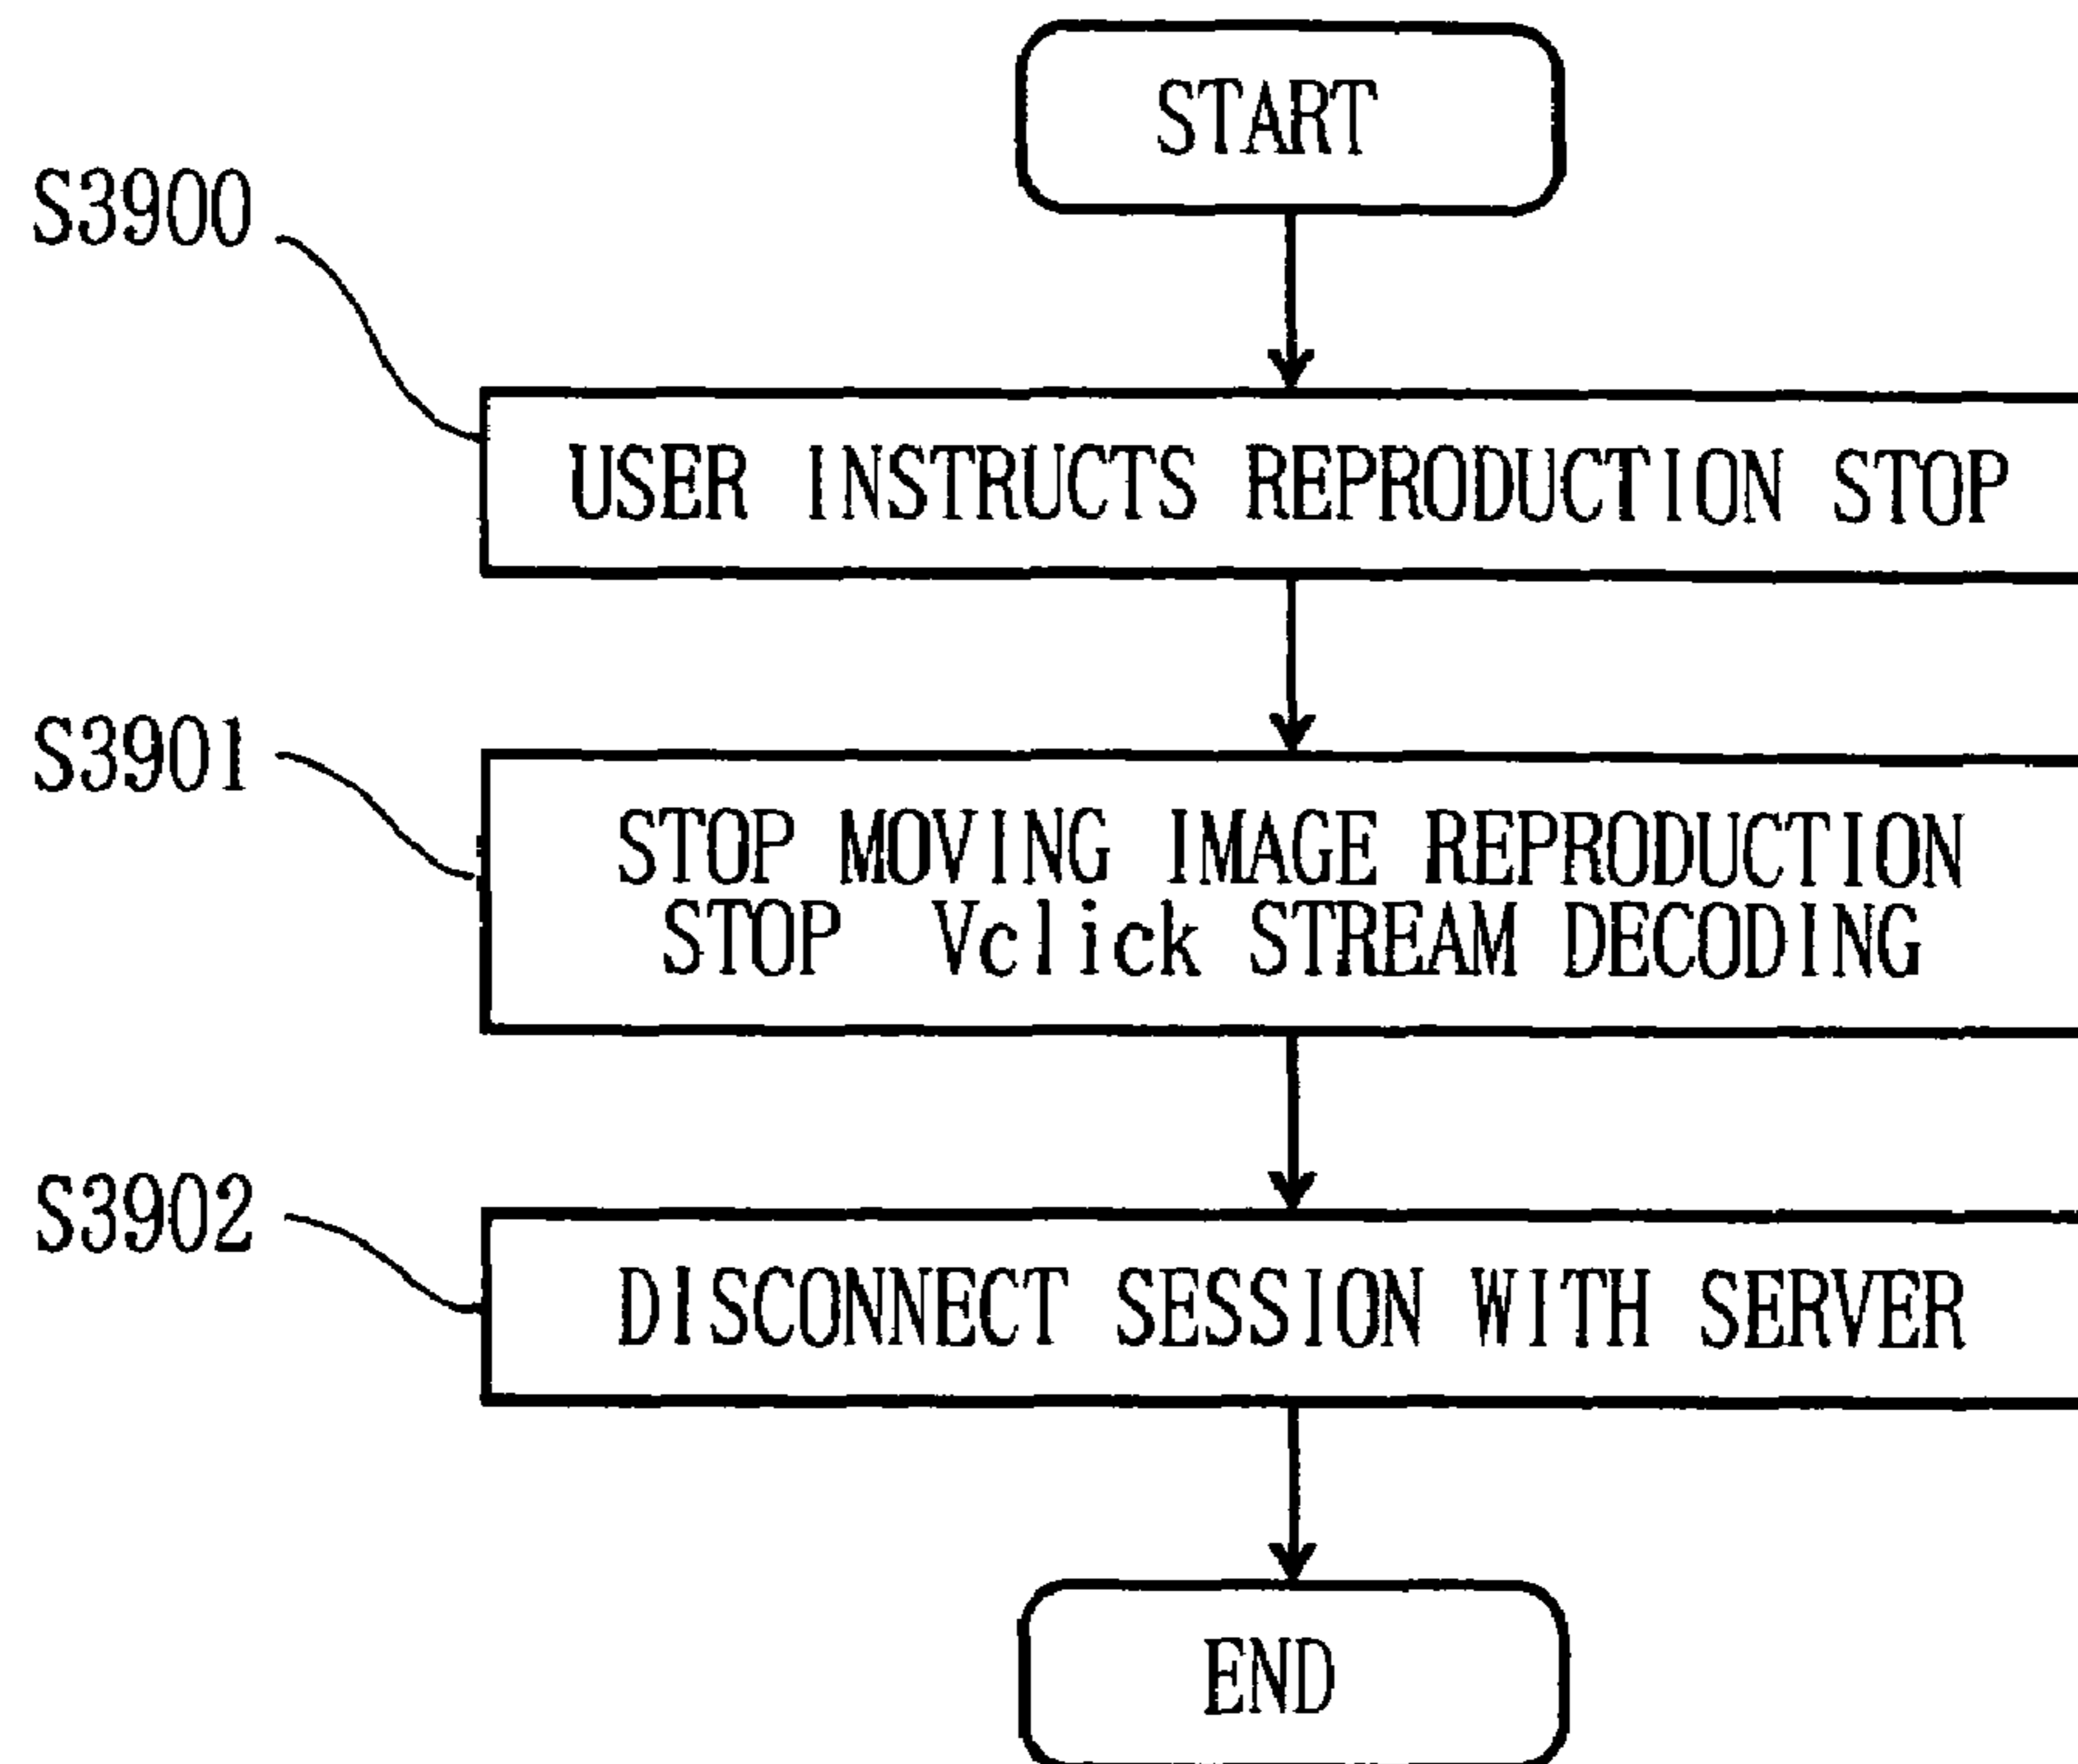 START
S3900
USER INSTRUCTS REPRODUCTION STOP
S3901
STOP MOVING IMAGE REPRODUCTION
STOP Vclick STREAM DECODING
S3902
DISCONNECT SESSION WITH SERVER
END